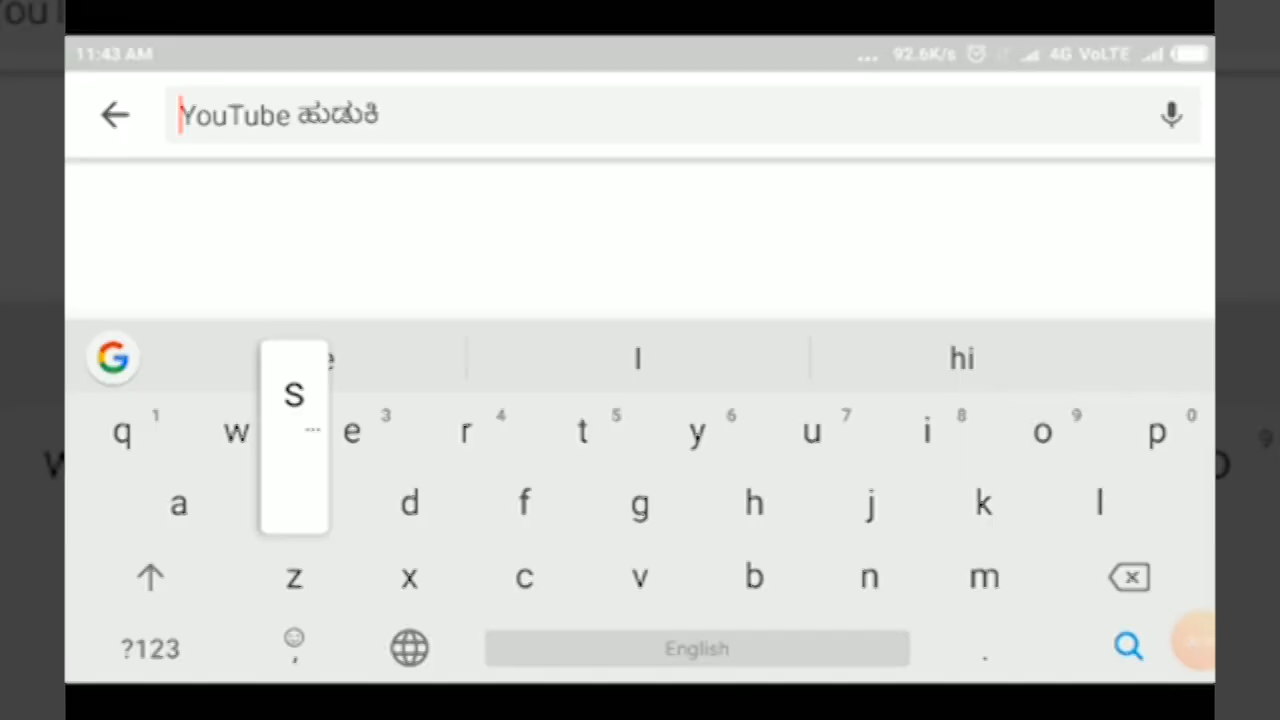 11:43 AM
... 92.6K/s 4G VoLTE
YouTube ಹುಡುಕಿ
I hi
S
q 1 w e 3 r 4 t 5 y 6 u 7 i 8 o 9 p 0
a d f g h j k l
z x c v b n m
?123 , English .